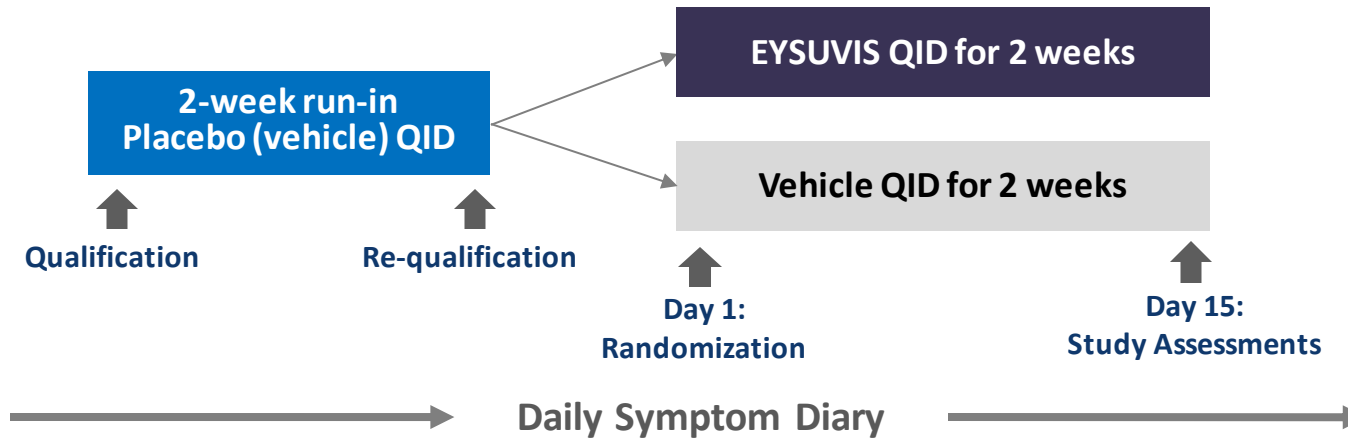 EYSUVIS QID for 2 weeks
2-week run-in
Placebo (vehicle) QID
Vehicle QID for 2 weeks
Qualification
Re-qualification
Day 1:
Randomization
Day 15:
Study Assessments
Daily Symptom Diary